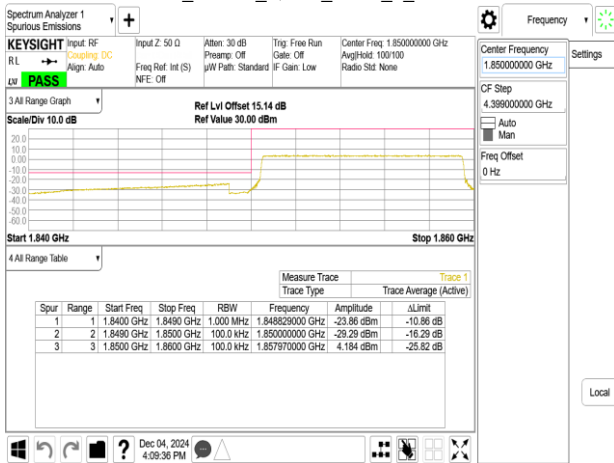 Spectrum Analyzer 1
Spurious Emissions
Frequency
KEYSIGHT Input: RF Input Z: 50 Ω Atten: 30 dB Trig: Free Run Center Freq: 1.850000000 GHz
RL Coupling: DC Preamp: Off Gate: Off Avg|Hold: 100/100
Align: Auto Freq Ref: Int (S) µW Path: Standard IF Gain: Low Radio Std: None
LXI PASS NFE: Off
Center Frequency
1.850000000 GHz
Settings
CF Step
4.399000000 GHz
Auto
Man
Freq Offset
0 Hz
Local
3 All Range Graph
Ref Lvl Offset 15.14 dB
Scale/Div 10.0 dB Ref Value 30.00 dBm
20.0
10.0
0.00
-10.0
-20.0
-30.0
-40.0
-50.0
-60.0
Start 1.840 GHz Stop 1.860 GHz
4 All Range Table
Measure Trace Trace 1
Trace Type Trace Average (Active)
Spur Range Start Freq Stop Freq RBW Frequency Amplitude ΔLimit
1 1 1.8400 GHz 1.8490 GHz 1.000 MHz 1.848829000 GHz -23.86 dBm -10.86 dB
2 2 1.8490 GHz 1.8500 GHz 100.0 kHz 1.850000000 GHz -29.29 dBm -16.29 dB
3 3 1.8500 GHz 1.8600 GHz 100.0 kHz 1.857970000 GHz 4.184 dBm -25.82 dB
? Dec 04, 2024
4:09:36 PM